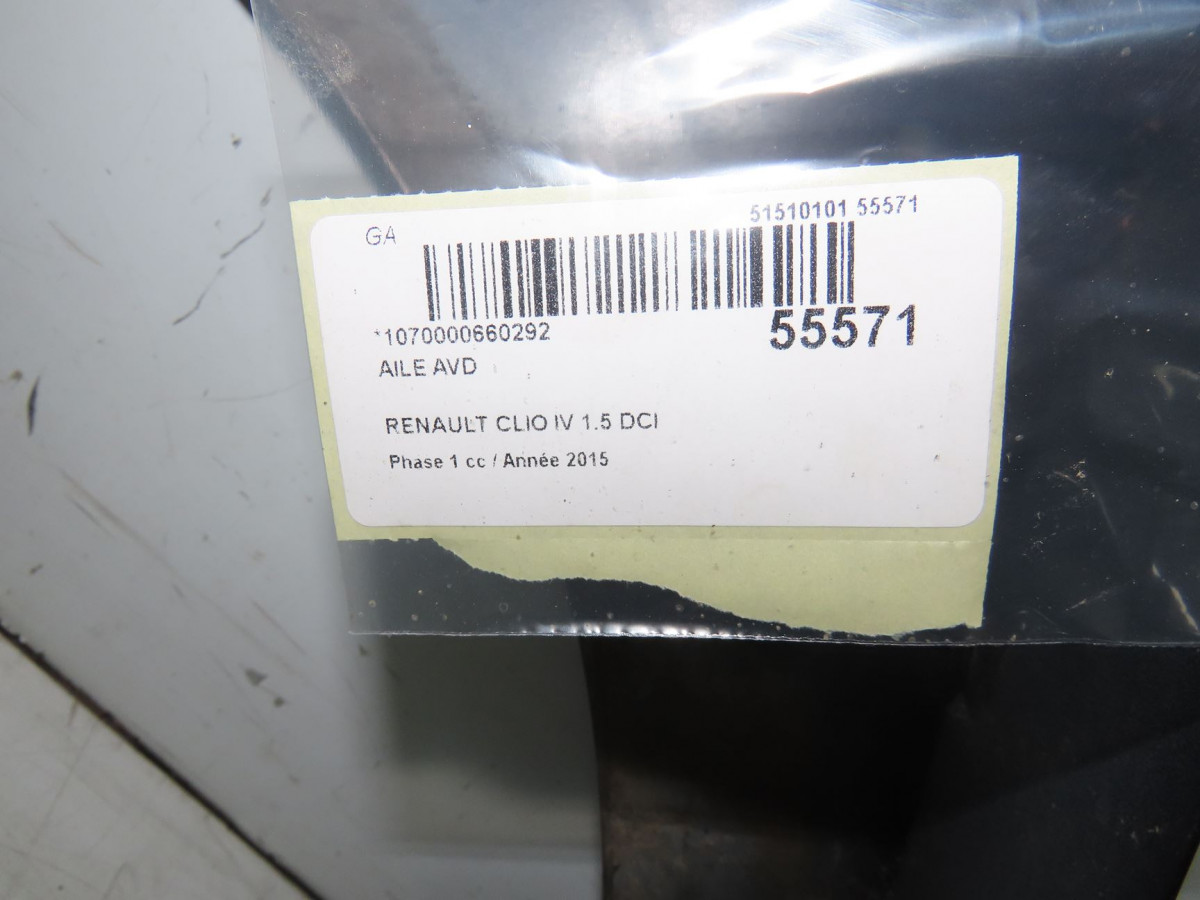 GA
51510101 55571
*1070000660292
55571
AILE AVD
RENAULT CLIO IV 1.5 DCI
Phase 1 cc / Année 2015